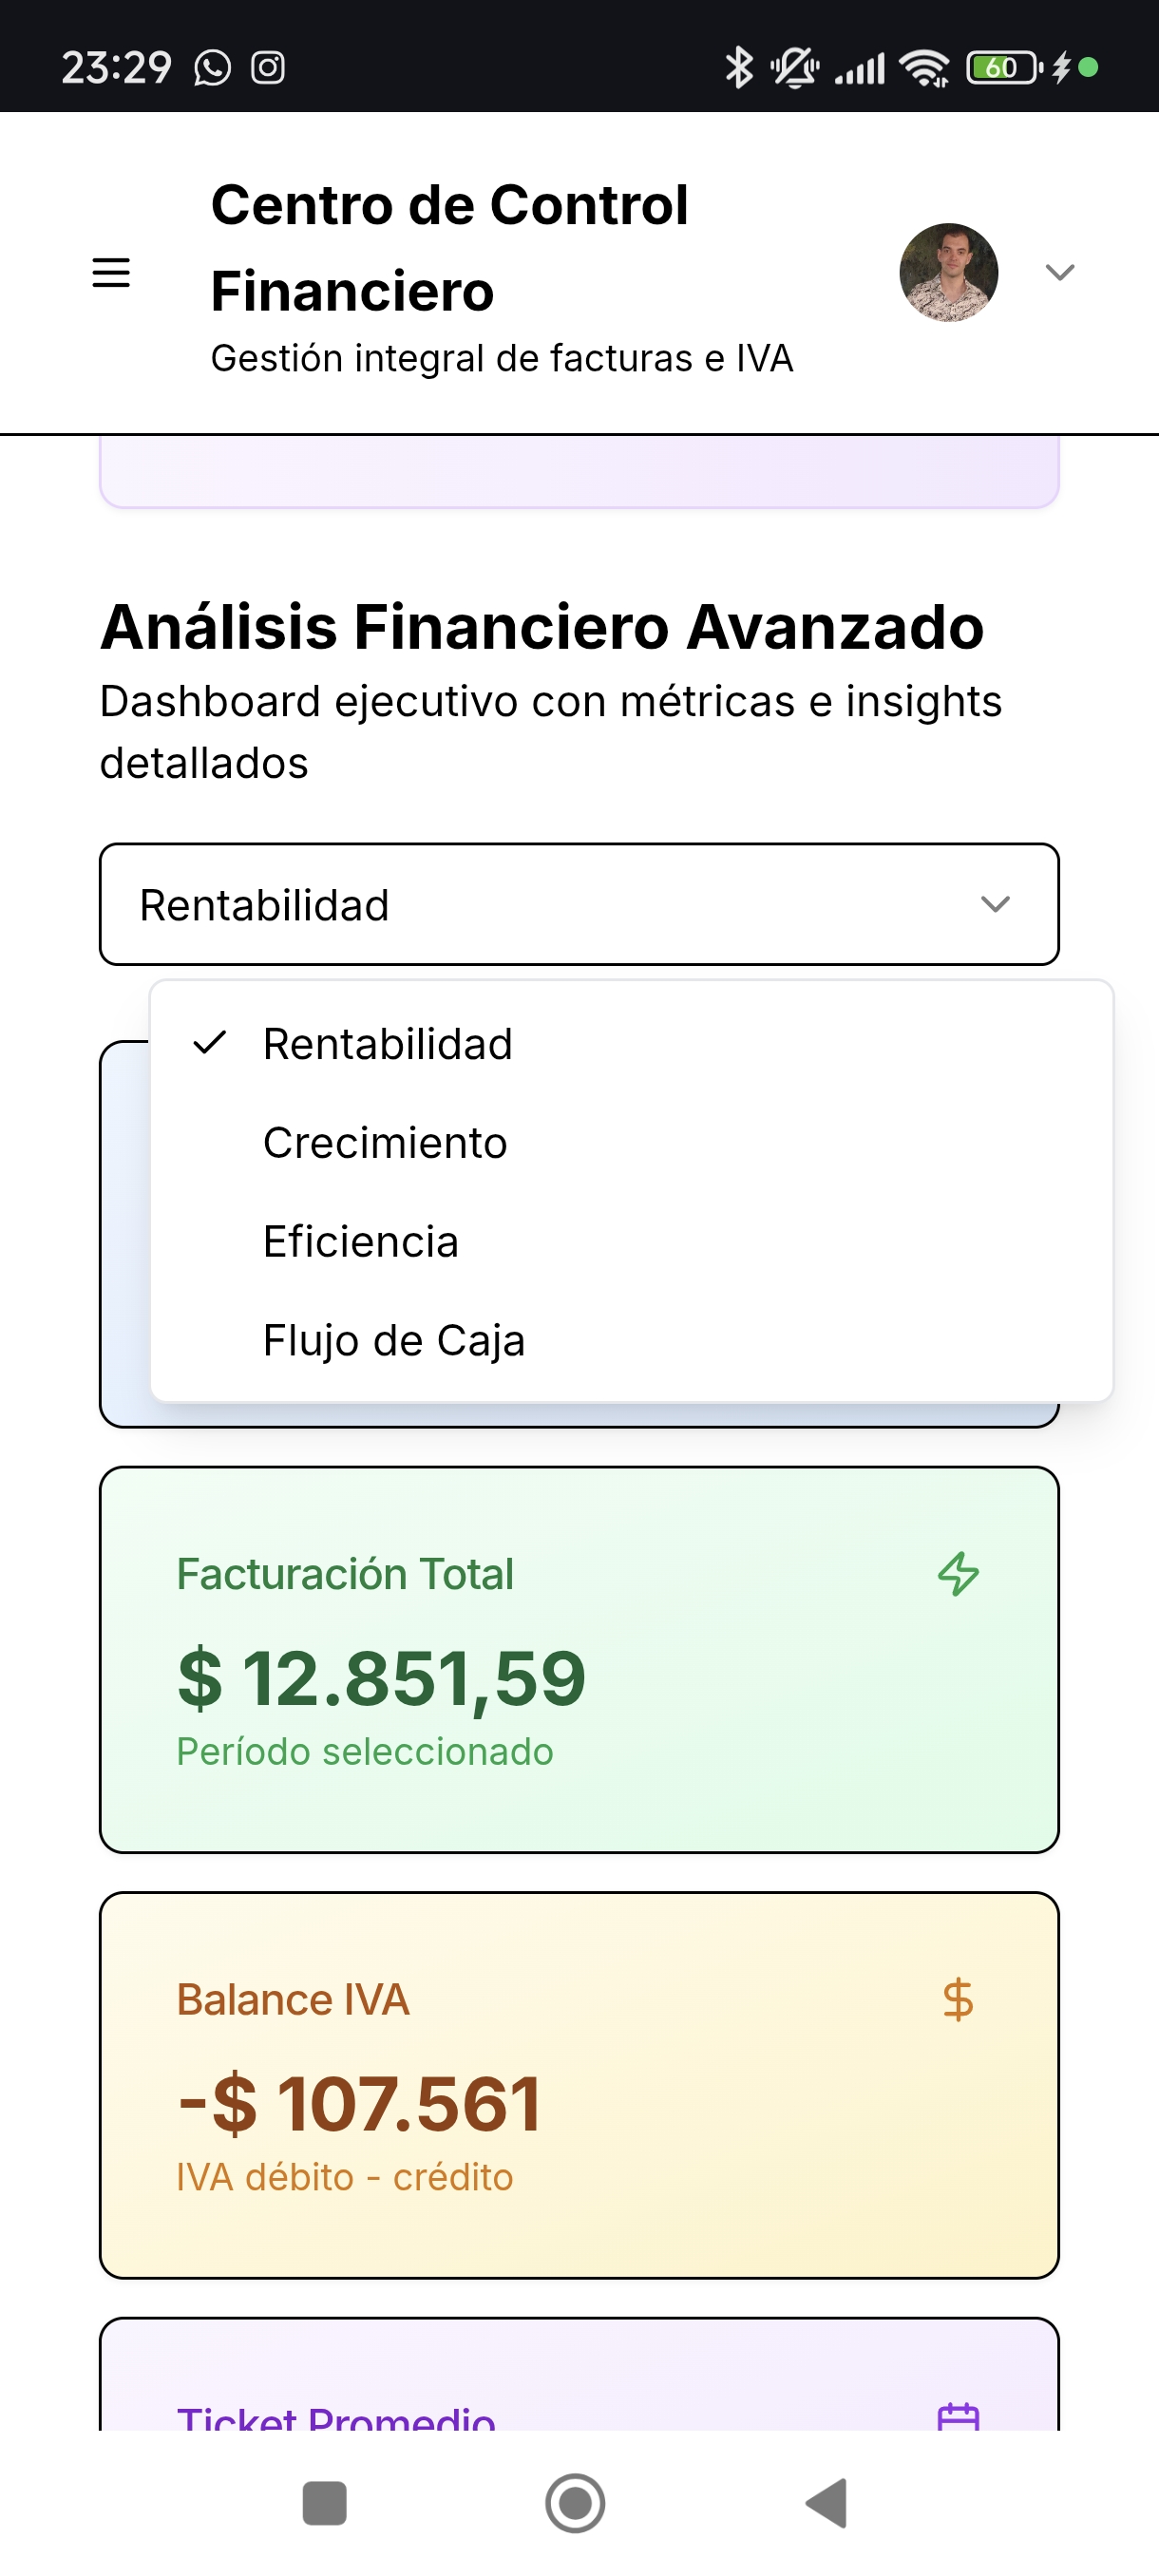 23:29
60
Centro de Control
Financiero
Gestión integral de facturas e IVA
Análisis Financiero Avanzado
Dashboard ejecutivo con métricas e insights
detallados
Rentabilidad
Rentabilidad
Crecimiento
Eficiencia
Flujo de Caja
Facturación Total
$ 12.851,59
Período seleccionado
Balance IVA
-$ 107.561
IVA débito - crédito
Ticket Promedio